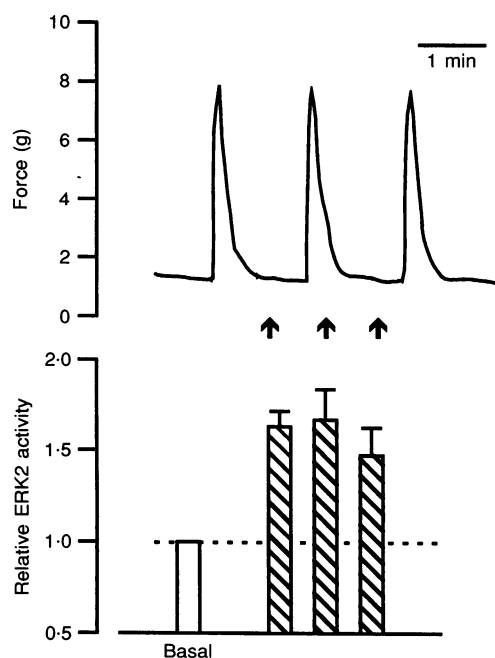 10
8
6
4
2
0
Force (g)
1 min
2·0
1·5
1·0
0·5
Relative ERK2 activity
Basal